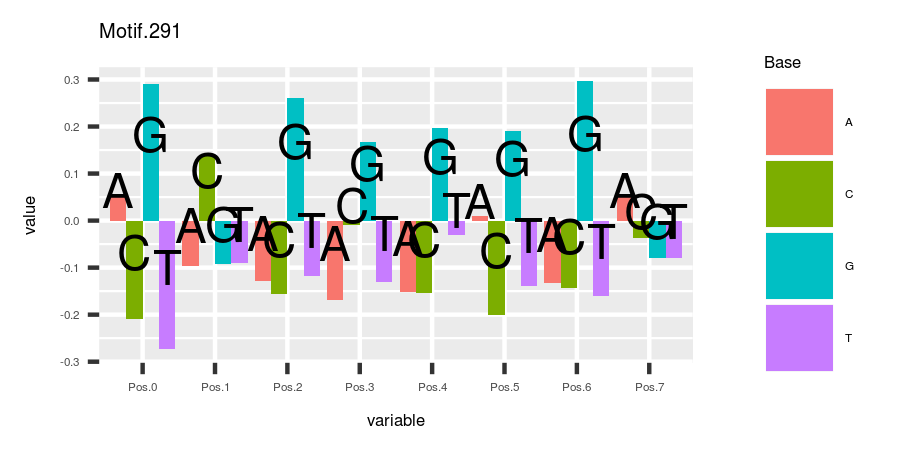 Motif.291
Base
0.3
0.2
0.1
0.0
-0.1
-0.2
-0.3
value
A C G T A C G T A C G T A C G T A C G T A C G T A C G T A C G T
Pos.0 Pos.1 Pos.2 Pos.3 Pos.4 Pos.5 Pos.6 Pos.7
variable
A
C
G
T